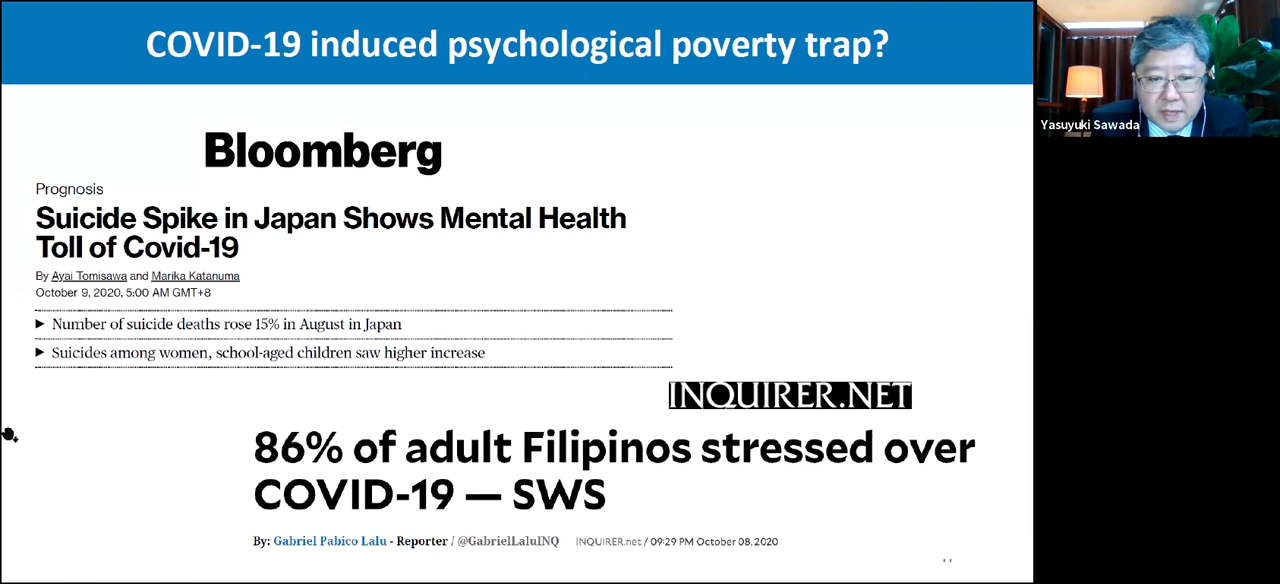 COVID-19 induced psychological poverty trap?
Yasuyuki Sawada
Bloomberg
Prognosis
Suicide Spike in Japan Shows Mental Health
Toll of Covid-19
By Ayai Tomisawa and Marika Katanuma
October 9, 2020, 5:00 AM GMT+8
▶ Number of suicide deaths rose 15% in August in Japan
▶ Suicides among women, school-aged children saw higher increase
INQUIRER.NET
86% of adult Filipinos stressed over
COVID-19 — SWS
By: Gabriel Pabico Lalu - Reporter / @GabrielLaluINQ INQUIRER.net / 09:29 PM October 08, 2020